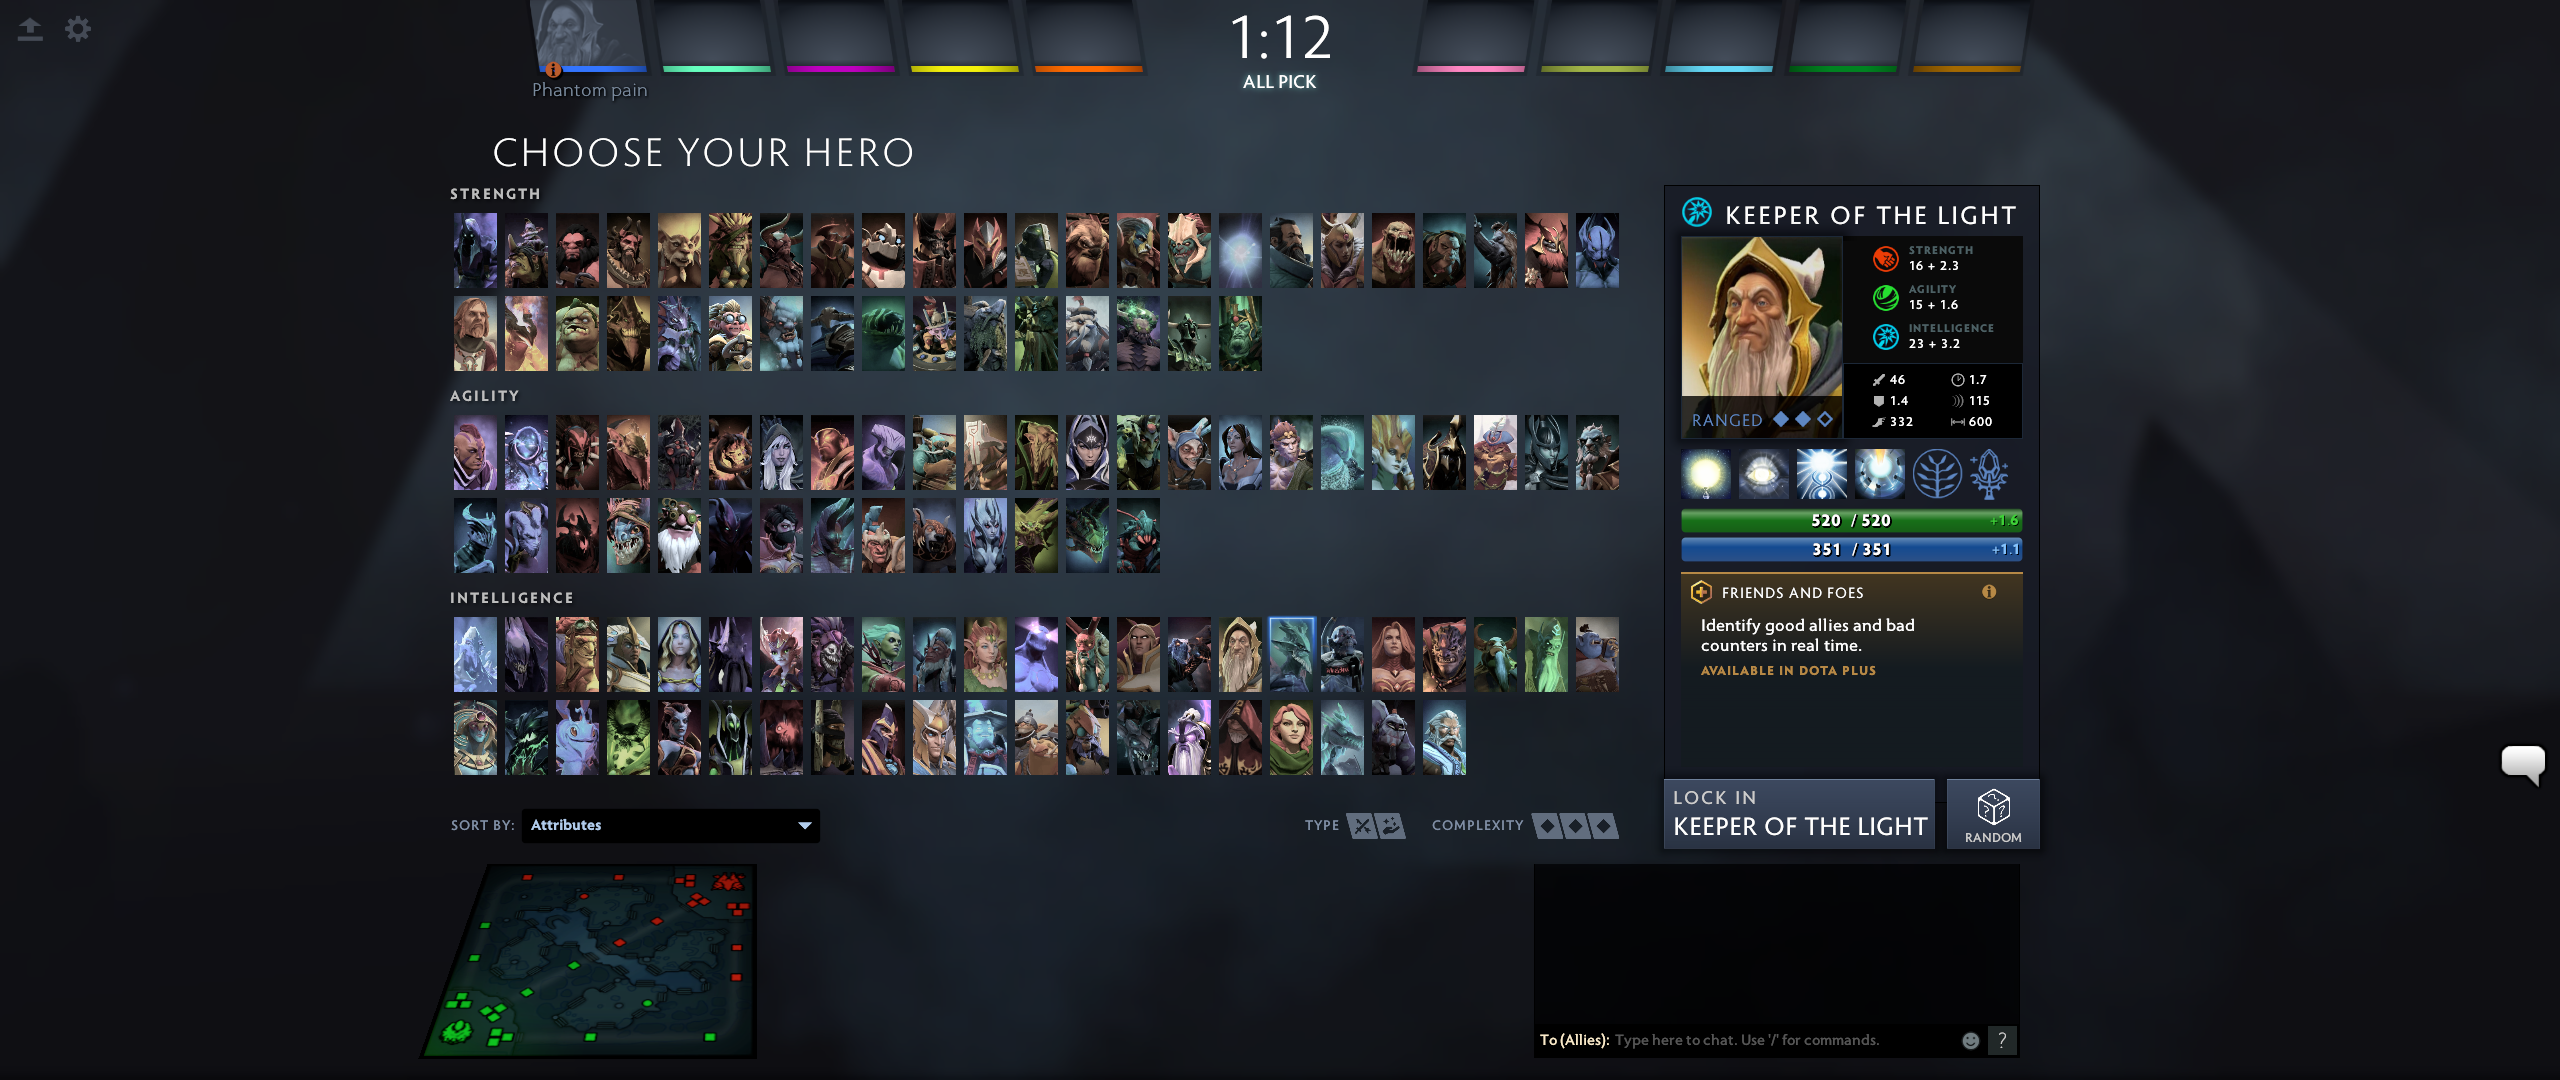 1:12
ALL PICK
Phantom pain
CHOOSE YOUR HERO
STRENGTH
AGILITY
INTELLIGENCE
KEEPER OF THE LIGHT
STRENGTH
16 + 2.3
AGILITY
15 + 1.6
INTELLIGENCE
23 + 3.2
RANGED
46 1.7
1.4 115
332 600
520 / 520 +1.6
351 / 351 +1.1
FRIENDS AND FOES
Identify good allies and bad
counters in real time.
AVAILABLE IN DOTA PLUS
LOCK IN
KEEPER OF THE LIGHT
RANDOM
SORT BY: Attributes
TYPE COMPLEXITY
To (Allies): Type here to chat. Use '/' for commands. ?